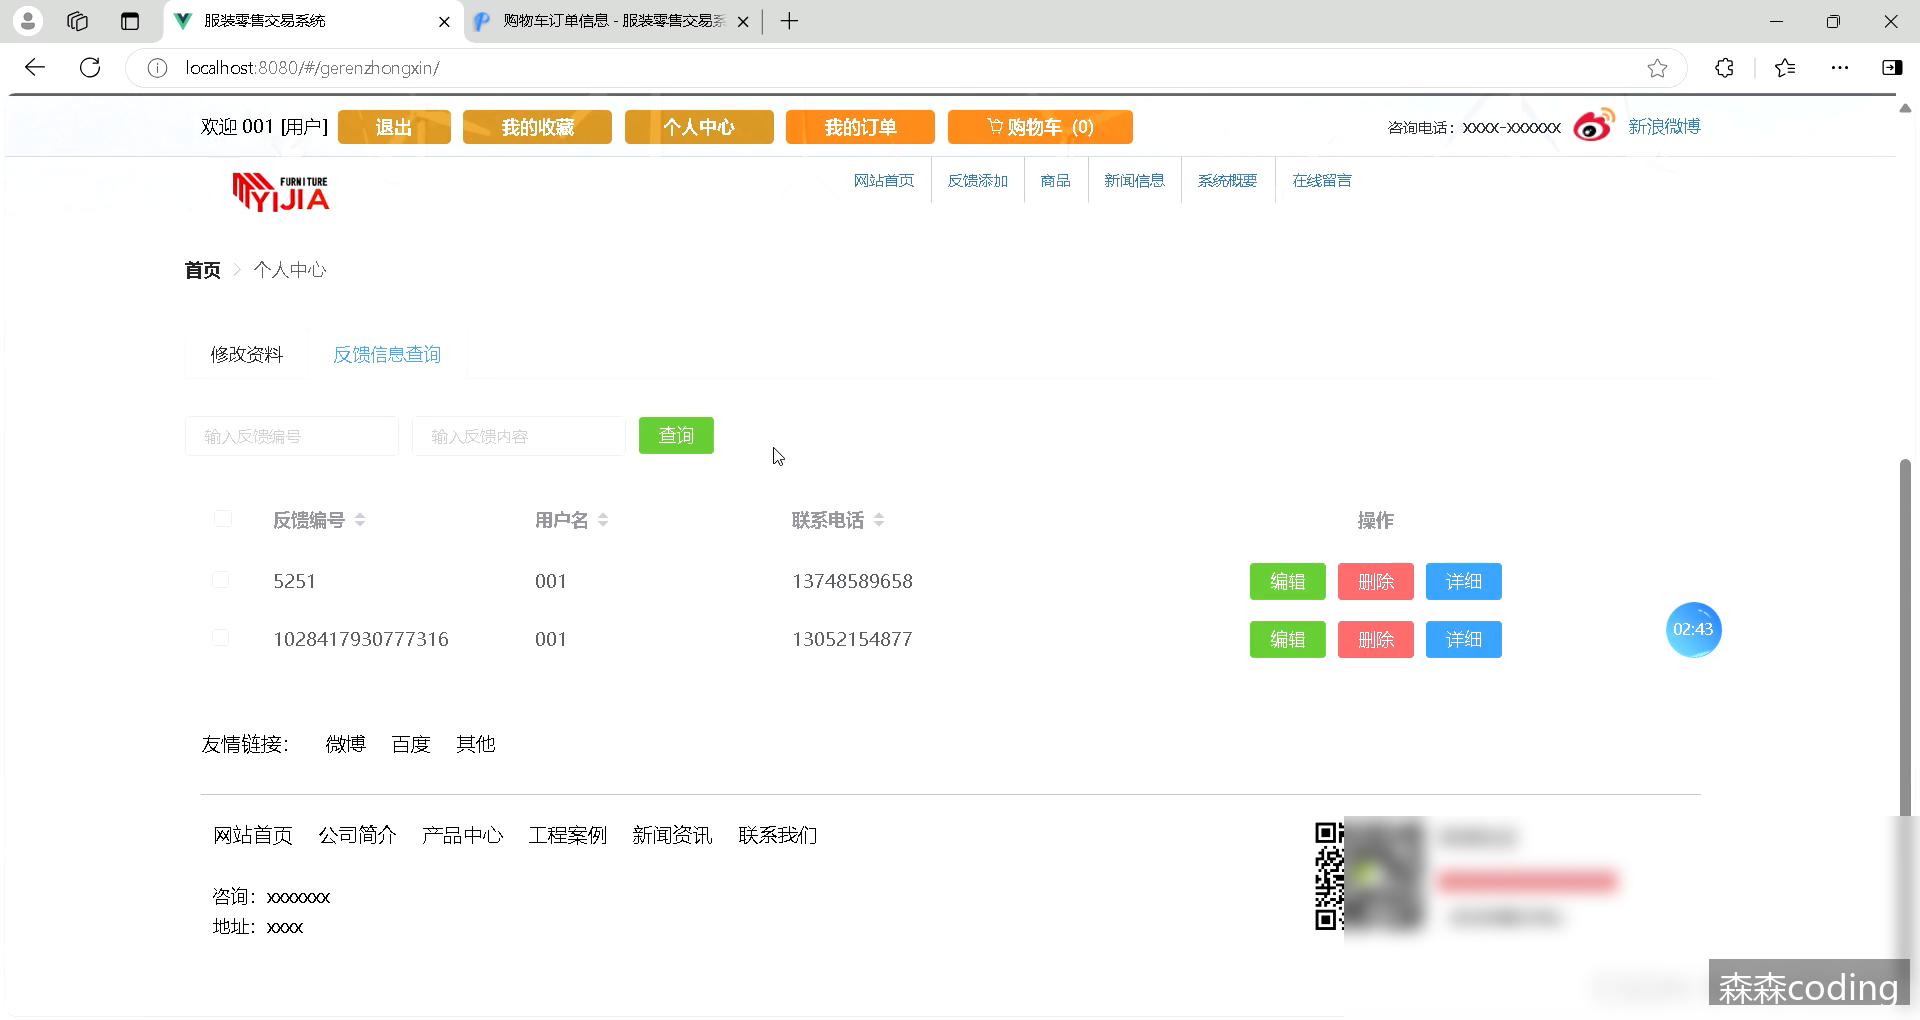 服装零售交易系统
购物车订单信息 - 服装零售交易系
localhost:8080/#/gerenzhongxin/
欢迎 001 [用户] 退出 我的收藏 个人中心 我的订单 购物车 (0) 咨询电话：xxxx-xxxxxx 新浪微博
FURNITURE
YIJIA
网站首页 反馈添加 商品 新闻信息 系统概要 在线留言
首页 个人中心
修改资料 反馈信息查询
输入反馈编号 输入反馈内容 查询
反馈编号 用户名 联系电话 操作
5251 001 13748589658 编辑 删除 详细
1028417930777316 001 13052154877 编辑 删除 详细
02:43
友情链接： 微博 百度 其他
网站首页 公司简介 产品中心 工程案例 新闻资讯 联系我们
咨询：xxxxxxx
地址：xxxx
森森coding